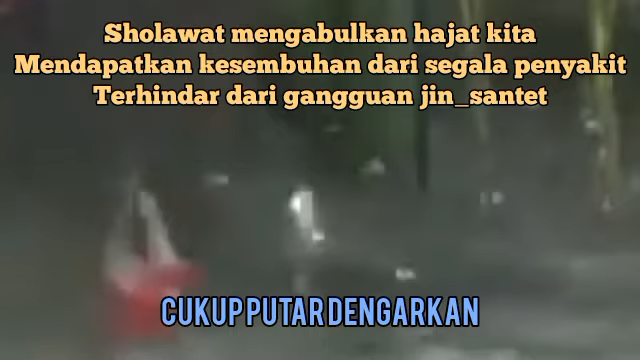 Sholawat mengabulkan hajat kita
Mendapatkan kesembuhan dari segala penyakit
Terhindar dari gangguan jin_santet
CUKUP PUTAR DENGARKAN